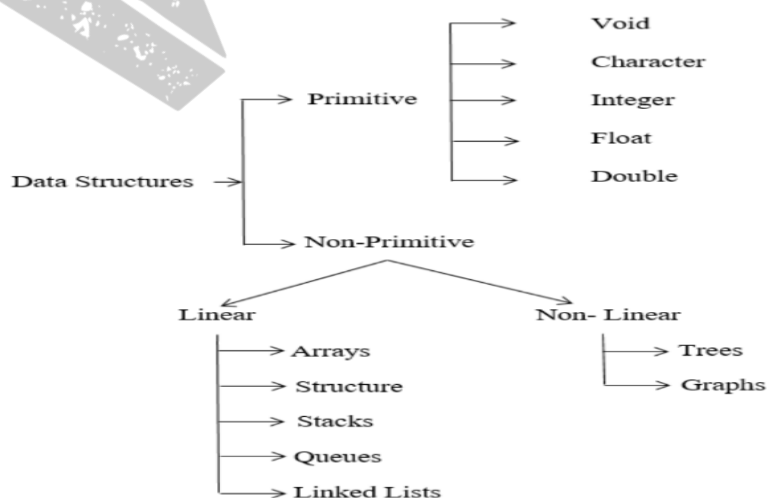 Void
Character
Primitive
Integer
Float
Data Structures
Double
Non-Primitive
Linear
Non- Linear
Arrays
Trees
Structure
Graphs
Stacks
Queues
Linked Lists